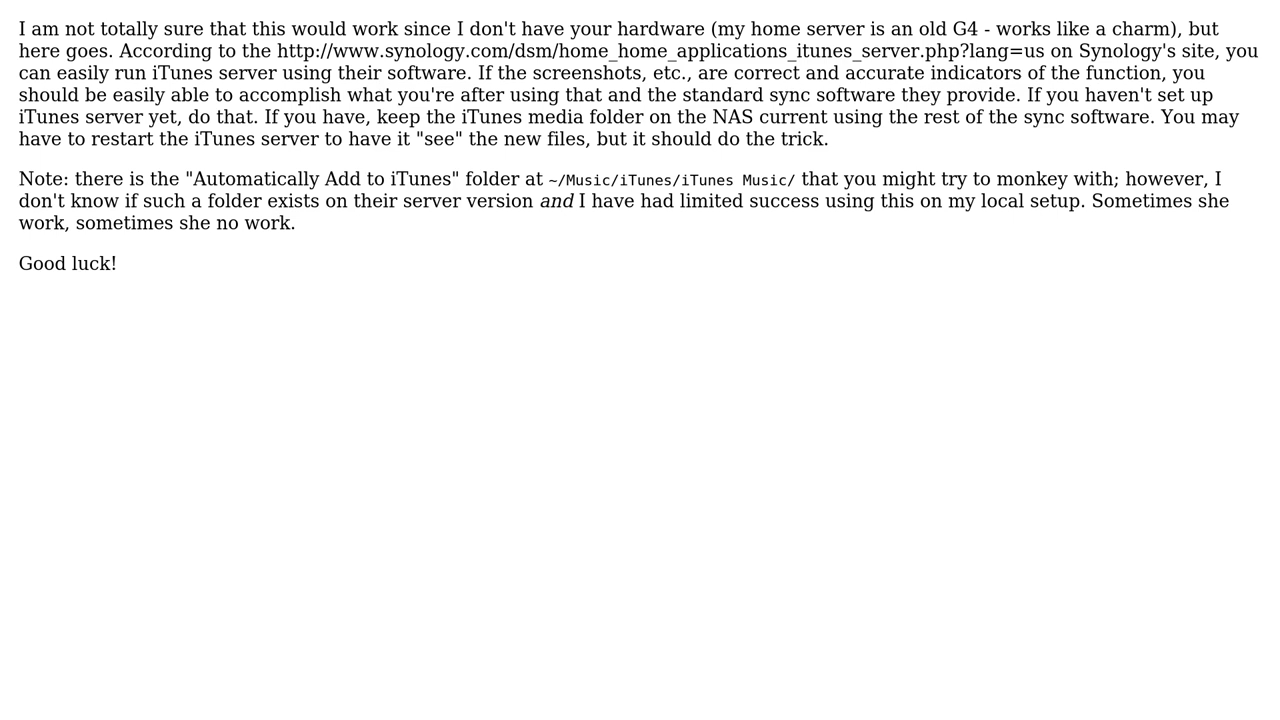 I am not totally sure that this would work since I don't have your hardware (my home server is an old G4 - works like a charm), but
here goes. According to the http://www.synology.com/dsm/home_home_applications_itunes_server.php?lang=us on Synology's site, you
can easily run iTunes server using their software. If the screenshots, etc., are correct and accurate indicators of the function, you
should be easily able to accomplish what you're after using that and the standard sync software they provide. If you haven't set up
iTunes server yet, do that. If you have, keep the iTunes media folder on the NAS current using the rest of the sync software. You may
have to restart the iTunes server to have it "see" the new files, but it should do the trick.
Note: there is the "Automatically Add to iTunes" folder at ~/Music/iTunes/iTunes Music/ that you might try to monkey with; however, I
don't know if such a folder exists on their server version and I have had limited success using this on my local setup. Sometimes she
work, sometimes she no work.
Good luck!